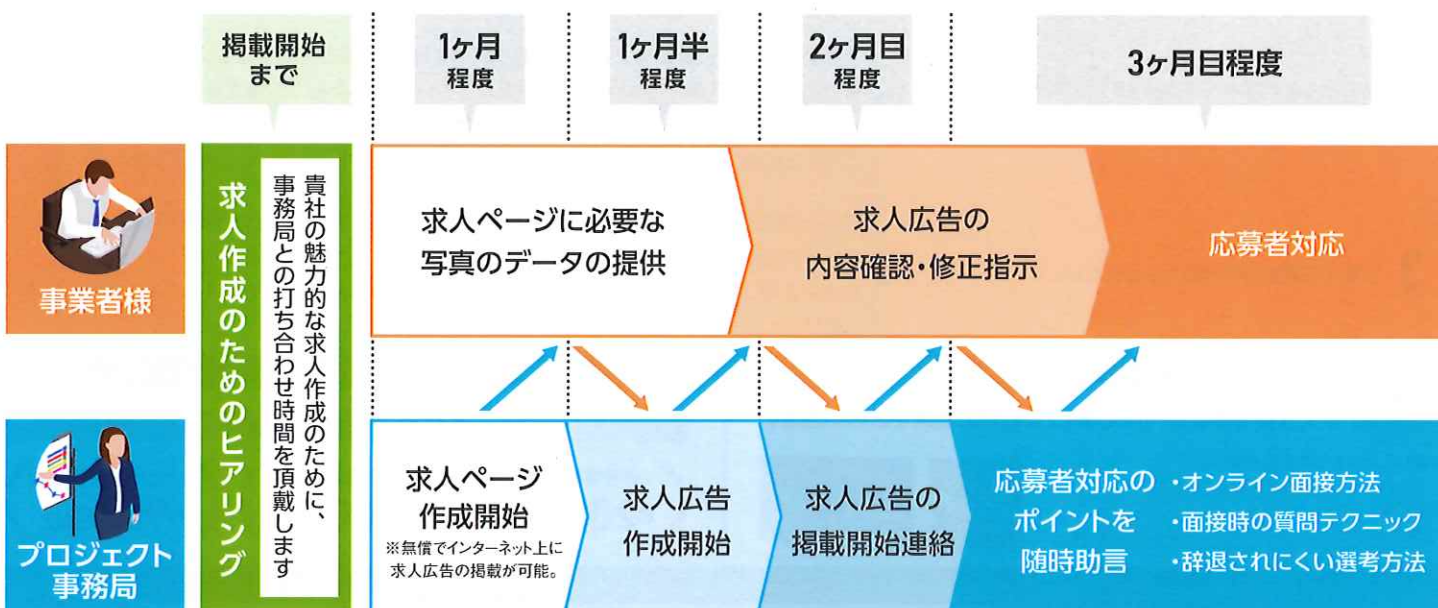 掲載開始
まで
1ヶ月
程度
1ヶ月半
程度
2ヶ月目
程度
3ヶ月目程度
事業者様
求人作成のためのヒアリング
貴社の魅力的な求人作成のために、
事務局との打ち合わせ時間を頂戴します
求人ページに必要な
写真のデータの提供
求人広告の
内容確認・修正指示
応募者対応
プロジェクト
事務局
求人ページ
作成開始
※無償でインターネット上に
求人広告の掲載が可能。
求人広告
作成開始
求人広告の
掲載開始連絡
応募者対応の
ポイントを
随時助言
・オンライン面接方法
・面接時の質問テクニック
・辞退されにくい選考方法